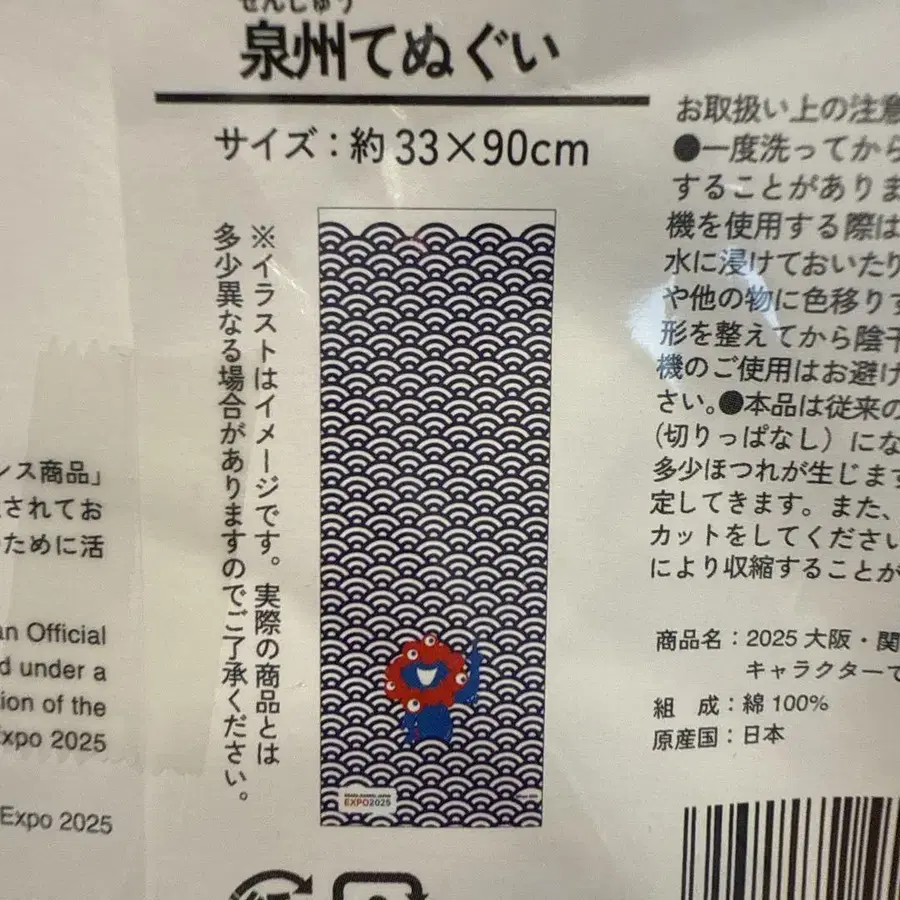 せんしゅう
泉州てぬぐい
サイズ：約 33×90cm
※イラストはイメージです。実際の商品とは
多少異なる場合がありますのでご了承ください。
EXPO2025
お取扱い上の注意
●一度洗ってから
することがありま
機を使用する際は
水に浸けておいたり
や他の物に色移りす
形を整えてから陰干
機のご使用はお避け
さい。●本品は従来の
（切りっぱなし）にな
多少ほつれが生じます
定してきます。また、
カットをしてください
により収縮することが
商品名：2025 大阪・関
キャラクターて
組 成：綿 100%
原産国：日本
ンス商品」
されてお
ために活
an Official
d under a
tion of the
Expo 2025
Expo 2025